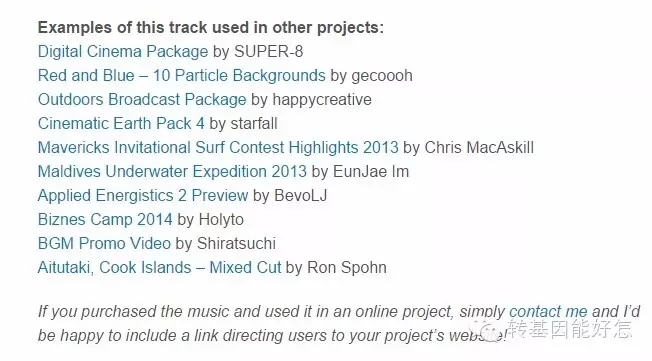 Examples of this track used in other projects:
Digital Cinema Package by SUPER-8
Red and Blue – 10 Particle Backgrounds by gecoooh
Outdoors Broadcast Package by happycreative
Cinematic Earth Pack 4 by starfall
Mavericks Invitational Surf Contest Highlights 2013 by Chris MacAskill
Maldives Underwater Expedition 2013 by EunJae Im
Applied Energistics 2 Preview by BevoLJ
Biznes Camp 2014 by Holyto
BGM Promo Video by Shiratsuchi
Aitutaki, Cook Islands – Mixed Cut by Ron Spohn
If you purchased the music and used it in an online project, simply contact me and I’d
be happy to include a link directing users to your project’s website!
转基因能好怎